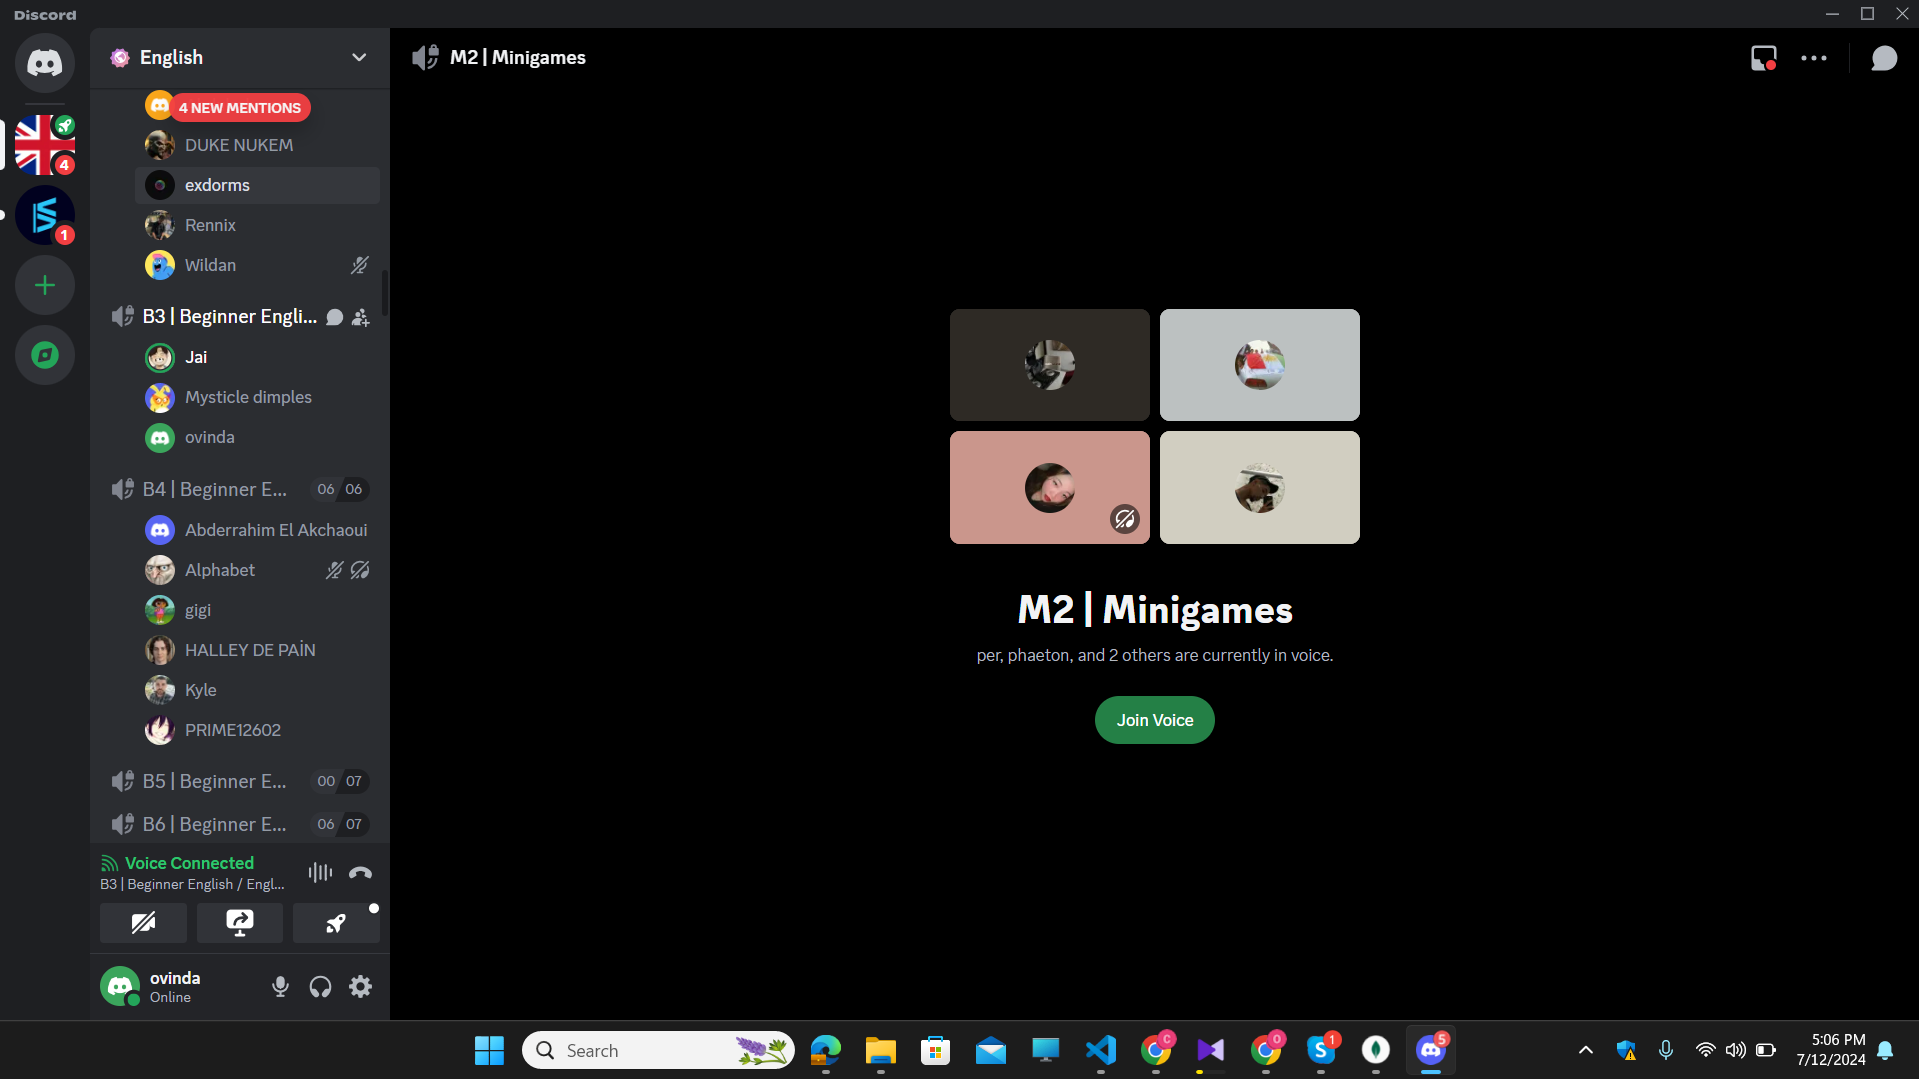 Discord
English
M2 | Minigames
4 NEW MENTIONS
DUKE NUKEM
exdorms
Rennix
Wildan
4
1
B3 | Beginner Engli...
Jai
Mysticle dimples
ovinda
B4 | Beginner E... 06 06
Abderrahim El Akchaoui
Alphabet
gigi
HALLEY DE PAİN
Kyle
PRIME12602
B5 | Beginner E... 00 07
B6 | Beginner E... 06 07
Voice Connected
B3 | Beginner English / Engl...
ovinda
Online
M2 | Minigames
per, phaeton, and 2 others are currently in voice.
Join Voice
Search
C
O
S
1
5
5:06 PM
7/12/2024